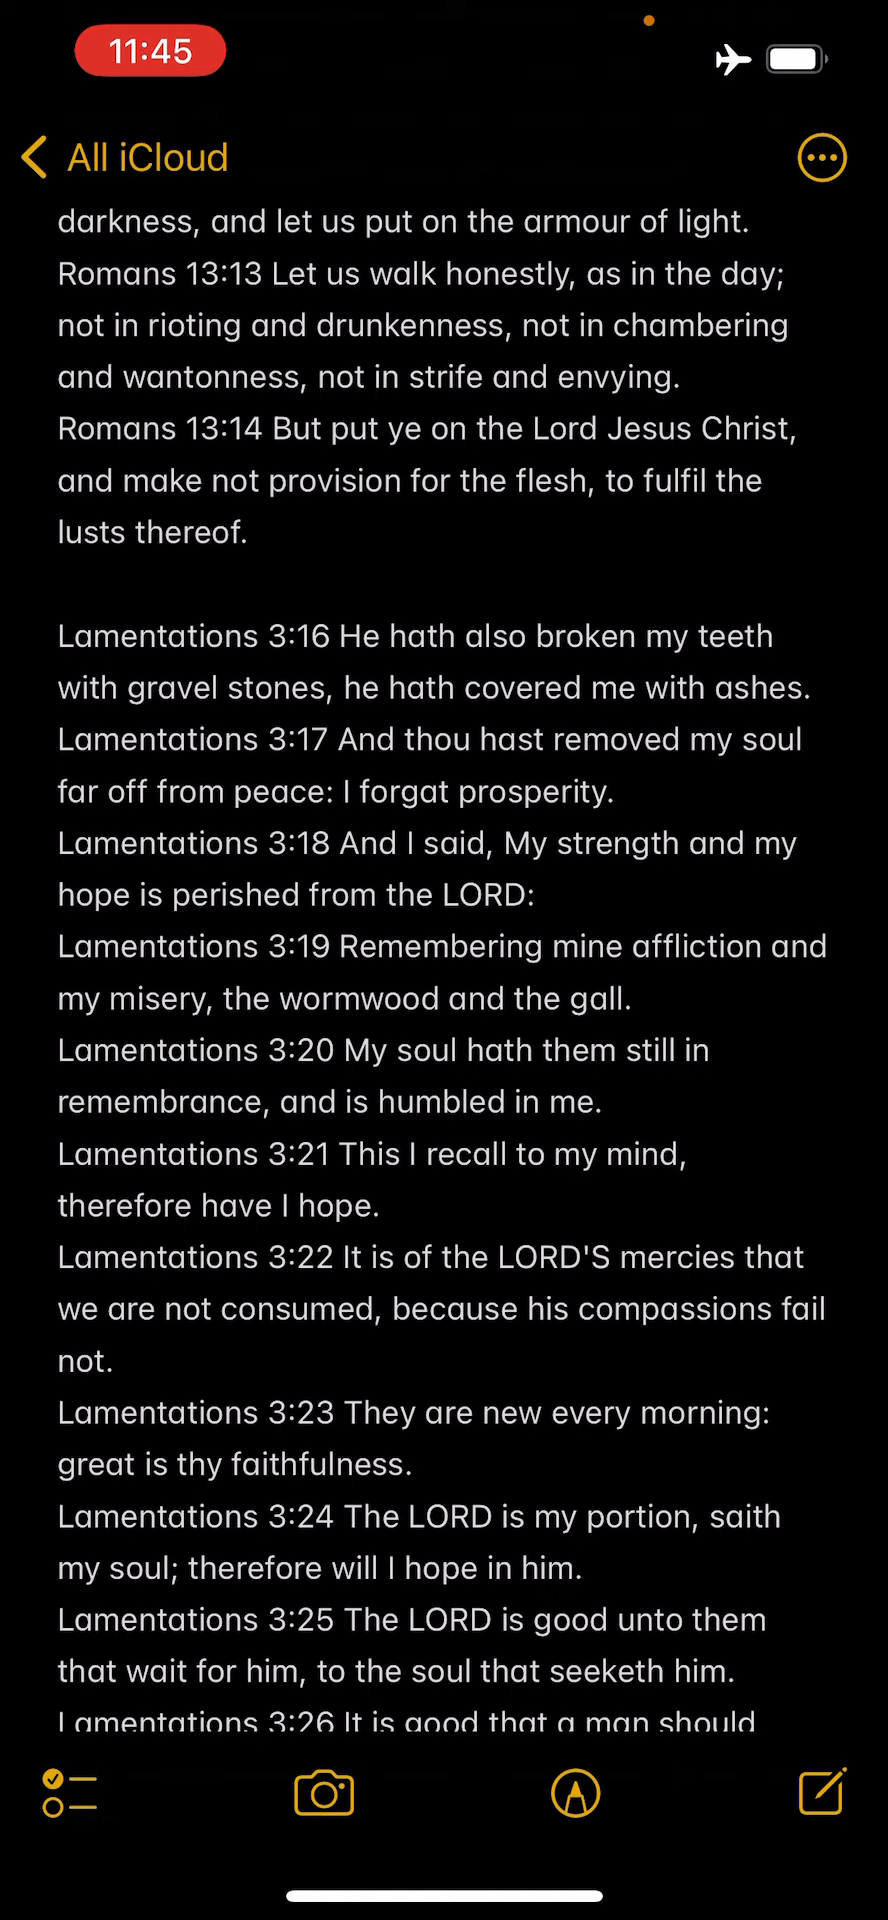 11:45
All iCloud
darkness, and let us put on the armour of light.
Romans 13:13 Let us walk honestly, as in the day;
not in rioting and drunkenness, not in chambering
and wantonness, not in strife and envying.
Romans 13:14 But put ye on the Lord Jesus Christ,
and make not provision for the flesh, to fulfil the
lusts thereof.
Lamentations 3:16 He hath also broken my teeth
with gravel stones, he hath covered me with ashes.
Lamentations 3:17 And thou hast removed my soul
far off from peace: I forgat prosperity.
Lamentations 3:18 And I said, My strength and my
hope is perished from the LORD:
Lamentations 3:19 Remembering mine affliction and
my misery, the wormwood and the gall.
Lamentations 3:20 My soul hath them still in
remembrance, and is humbled in me.
Lamentations 3:21 This I recall to my mind,
therefore have I hope.
Lamentations 3:22 It is of the LORD'S mercies that
we are not consumed, because his compassions fail
not.
Lamentations 3:23 They are new every morning:
great is thy faithfulness.
Lamentations 3:24 The LORD is my portion, saith
my soul; therefore will I hope in him.
Lamentations 3:25 The LORD is good unto them
that wait for him, to the soul that seeketh him.
Lamentations 3:26 It is good that a man should